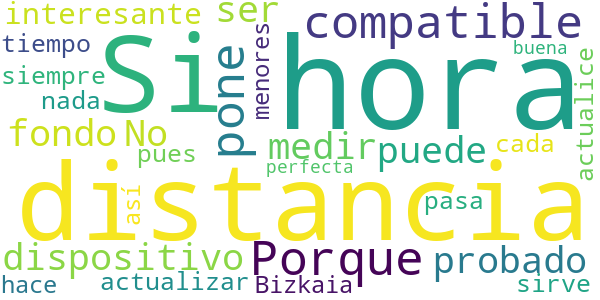 interesante
ser
compatible
tiempo
Si
hora
buena
siempre
pone
menores
actualice
nada
fondo
No
medir
puede
cada
pues
perfecta
distancia
así
pasa
dispositivo
Porque
probado
hace
actualizar
Bizkaia
sirve